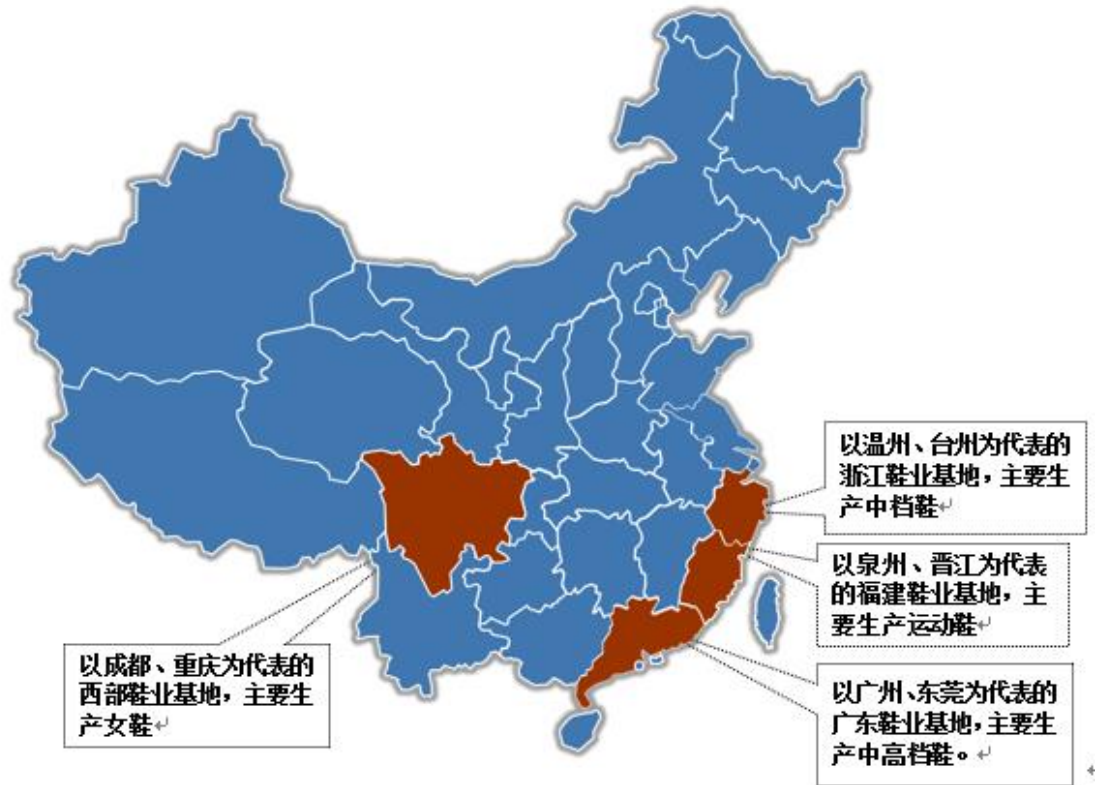 以温州、台州为代表的
浙江鞋业基地，主要生
产中档鞋↵
以泉州、晋江为代表
的福建鞋业基地，主
要生产运动鞋↵
以成都、重庆为代表的
西部鞋业基地，主要生
产女鞋↵
以广州、东莞为代表的
广东鞋业基地，主要生
产中高档鞋。↵